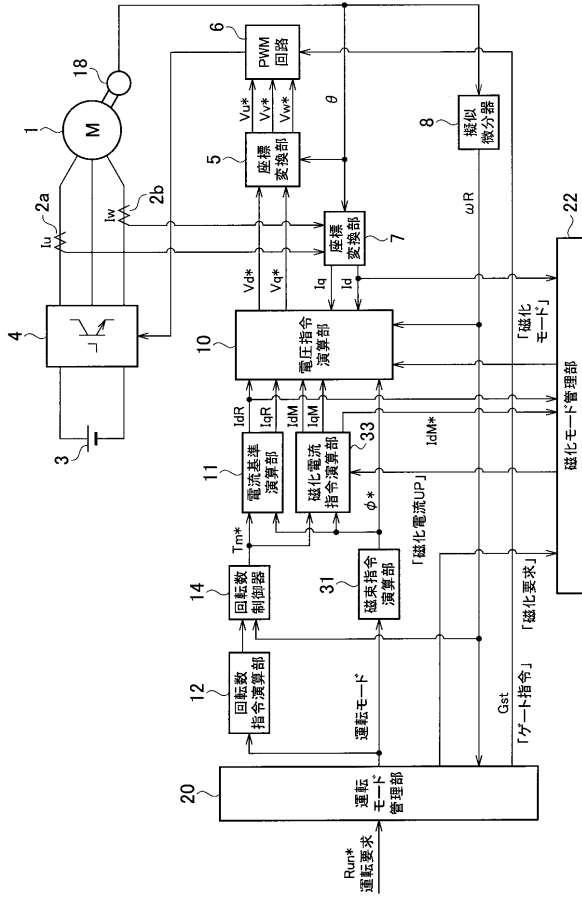 Run*
運転要求
20
運転
モード
管理部
運転モード
12
回転数
指令演算部
14
回転数
制御器
Tm*
31
磁束指令
演算部
φ*
11
電流基準
演算部
磁化電流
指令演算部
33
IdR
IqR
IdM
IqM
IdM*
10
電圧指令
演算部
Vd*
Vq*
Iq
Id
5
座標
変換部
7
座標
変換部
Vu*
Vv*
Vw*
6
PWM
回路
θ
8
擬似
微分器
ωR
3
4
Iu
2a
Iw
2b
1
M
18
「磁化電流UP」
「磁化要求」
Gst
「ゲート指令」
「磁化
モード」
22
磁化モード管理部